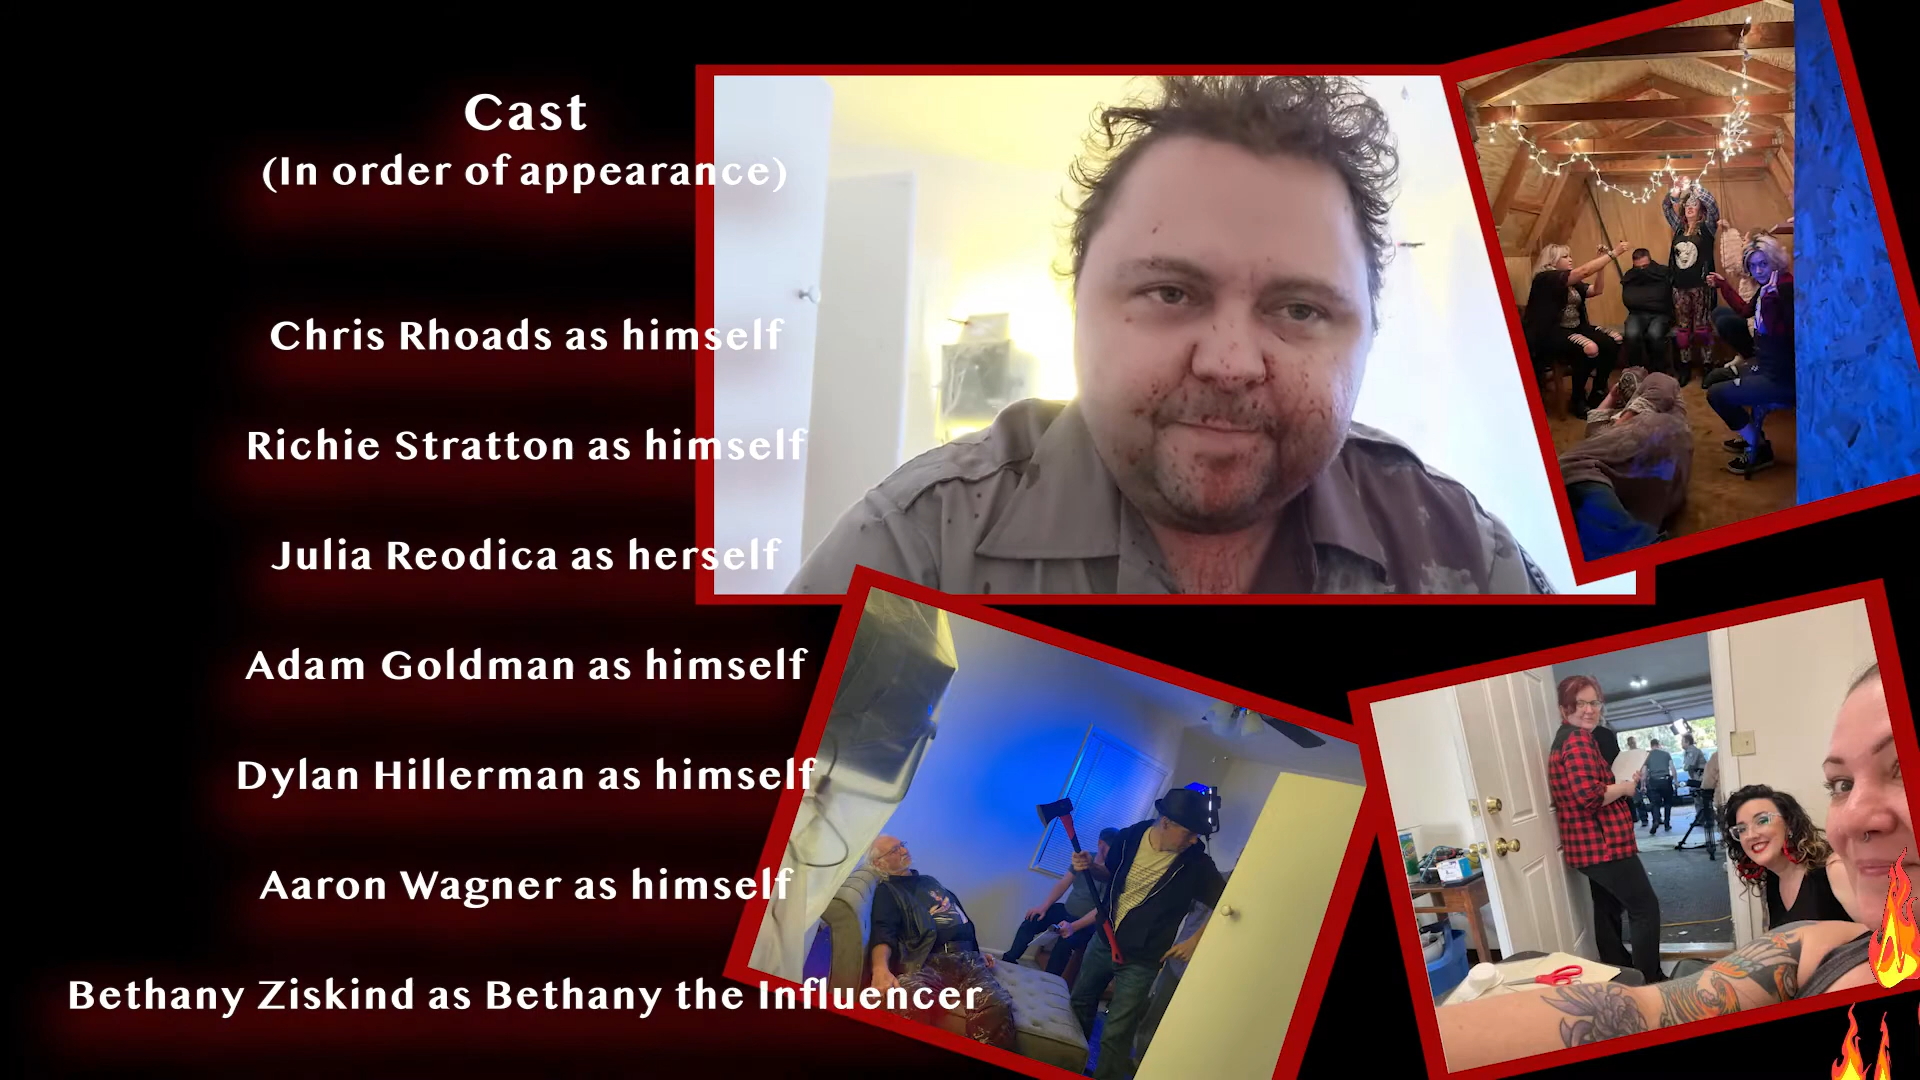 Cast
(In order of appearance)
Chris Rhoads as himself
Richie Stratton as himself
Julia Reodica as herself
Adam Goldman as himself
Dylan Hillerman as himself
Aaron Wagner as himself
Bethany Ziskind as Bethany the Influencer